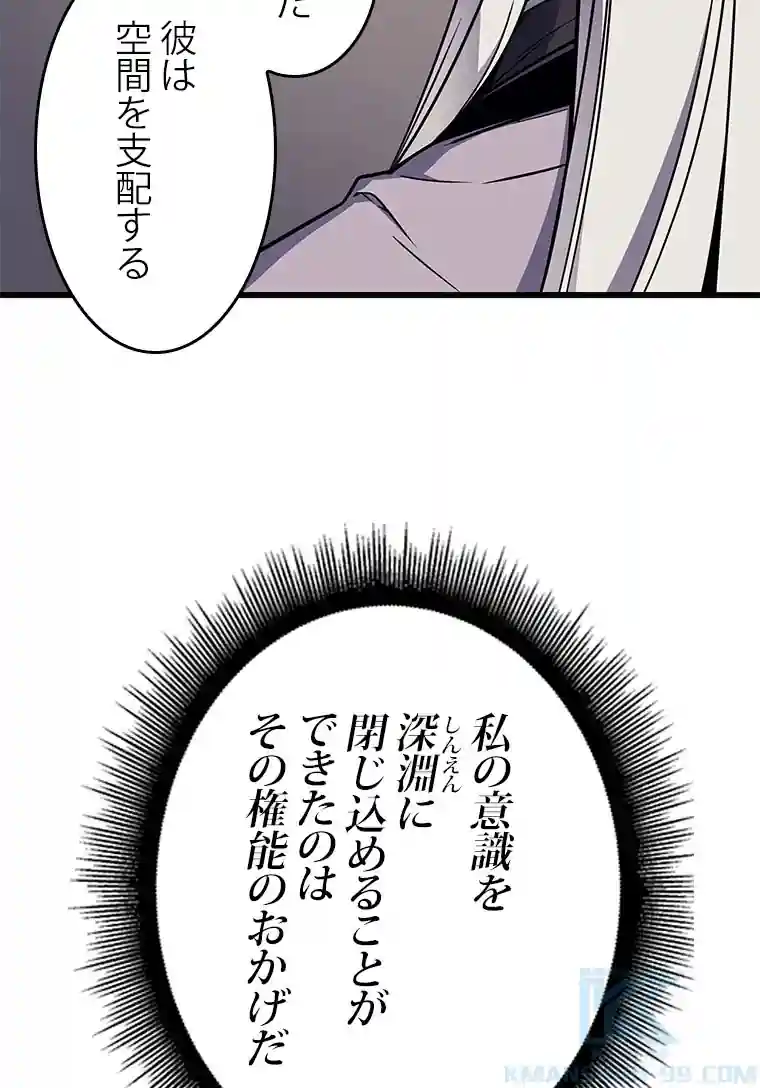 だ
彼は
空間を支配する
私の意識を
深淵に
しんえん
閉じ込めることが
できたのは
その権能のおかげだ